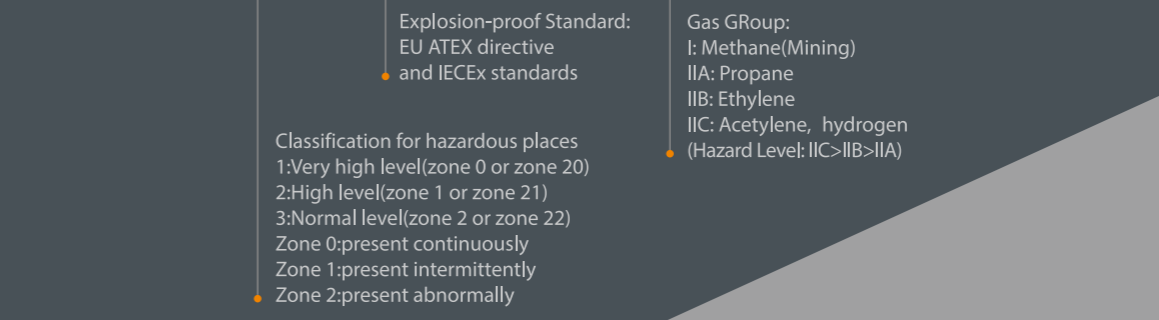 Explosion-proof Standard:
EU ATEX directive
and IECEx standards
Gas GRoup:
I: Methane(Mining)
IIA: Propane
IIB: Ethylene
IIC: Acetylene, hydrogen
(Hazard Level: IIC>IIB>IIA)
Classification for hazardous places
1:Very high level(zone 0 or zone 20)
2:High level(zone 1 or zone 21)
3:Normal level(zone 2 or zone 22)
Zone 0:present continuously
Zone 1:present intermittently
Zone 2:present abnormally